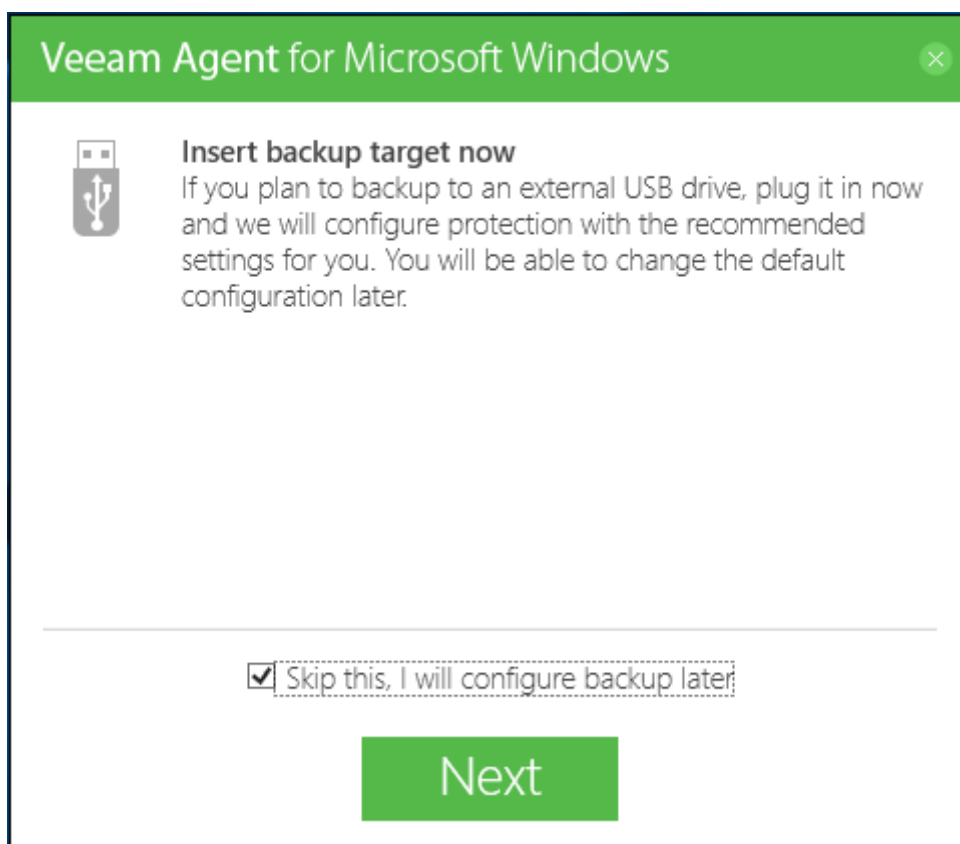 Veeam Agent for Microsoft Windows
Insert backup target now
If you plan to backup to an external USB drive, plug it in now
and we will configure protection with the recommended
settings for you. You will be able to change the default
configuration later.
Skip this, I will configure backup later
Next